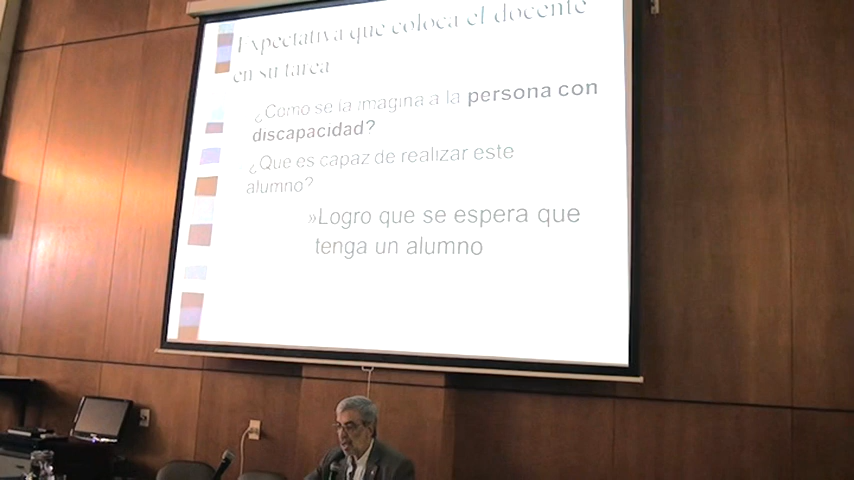 Expectativa que coloca el docente
en su tarea
¿Como se la imagina a la persona con
discapacidad?
¿Que es capaz de realizar este
alumno?
»Logro que se espera que
tenga un alumno